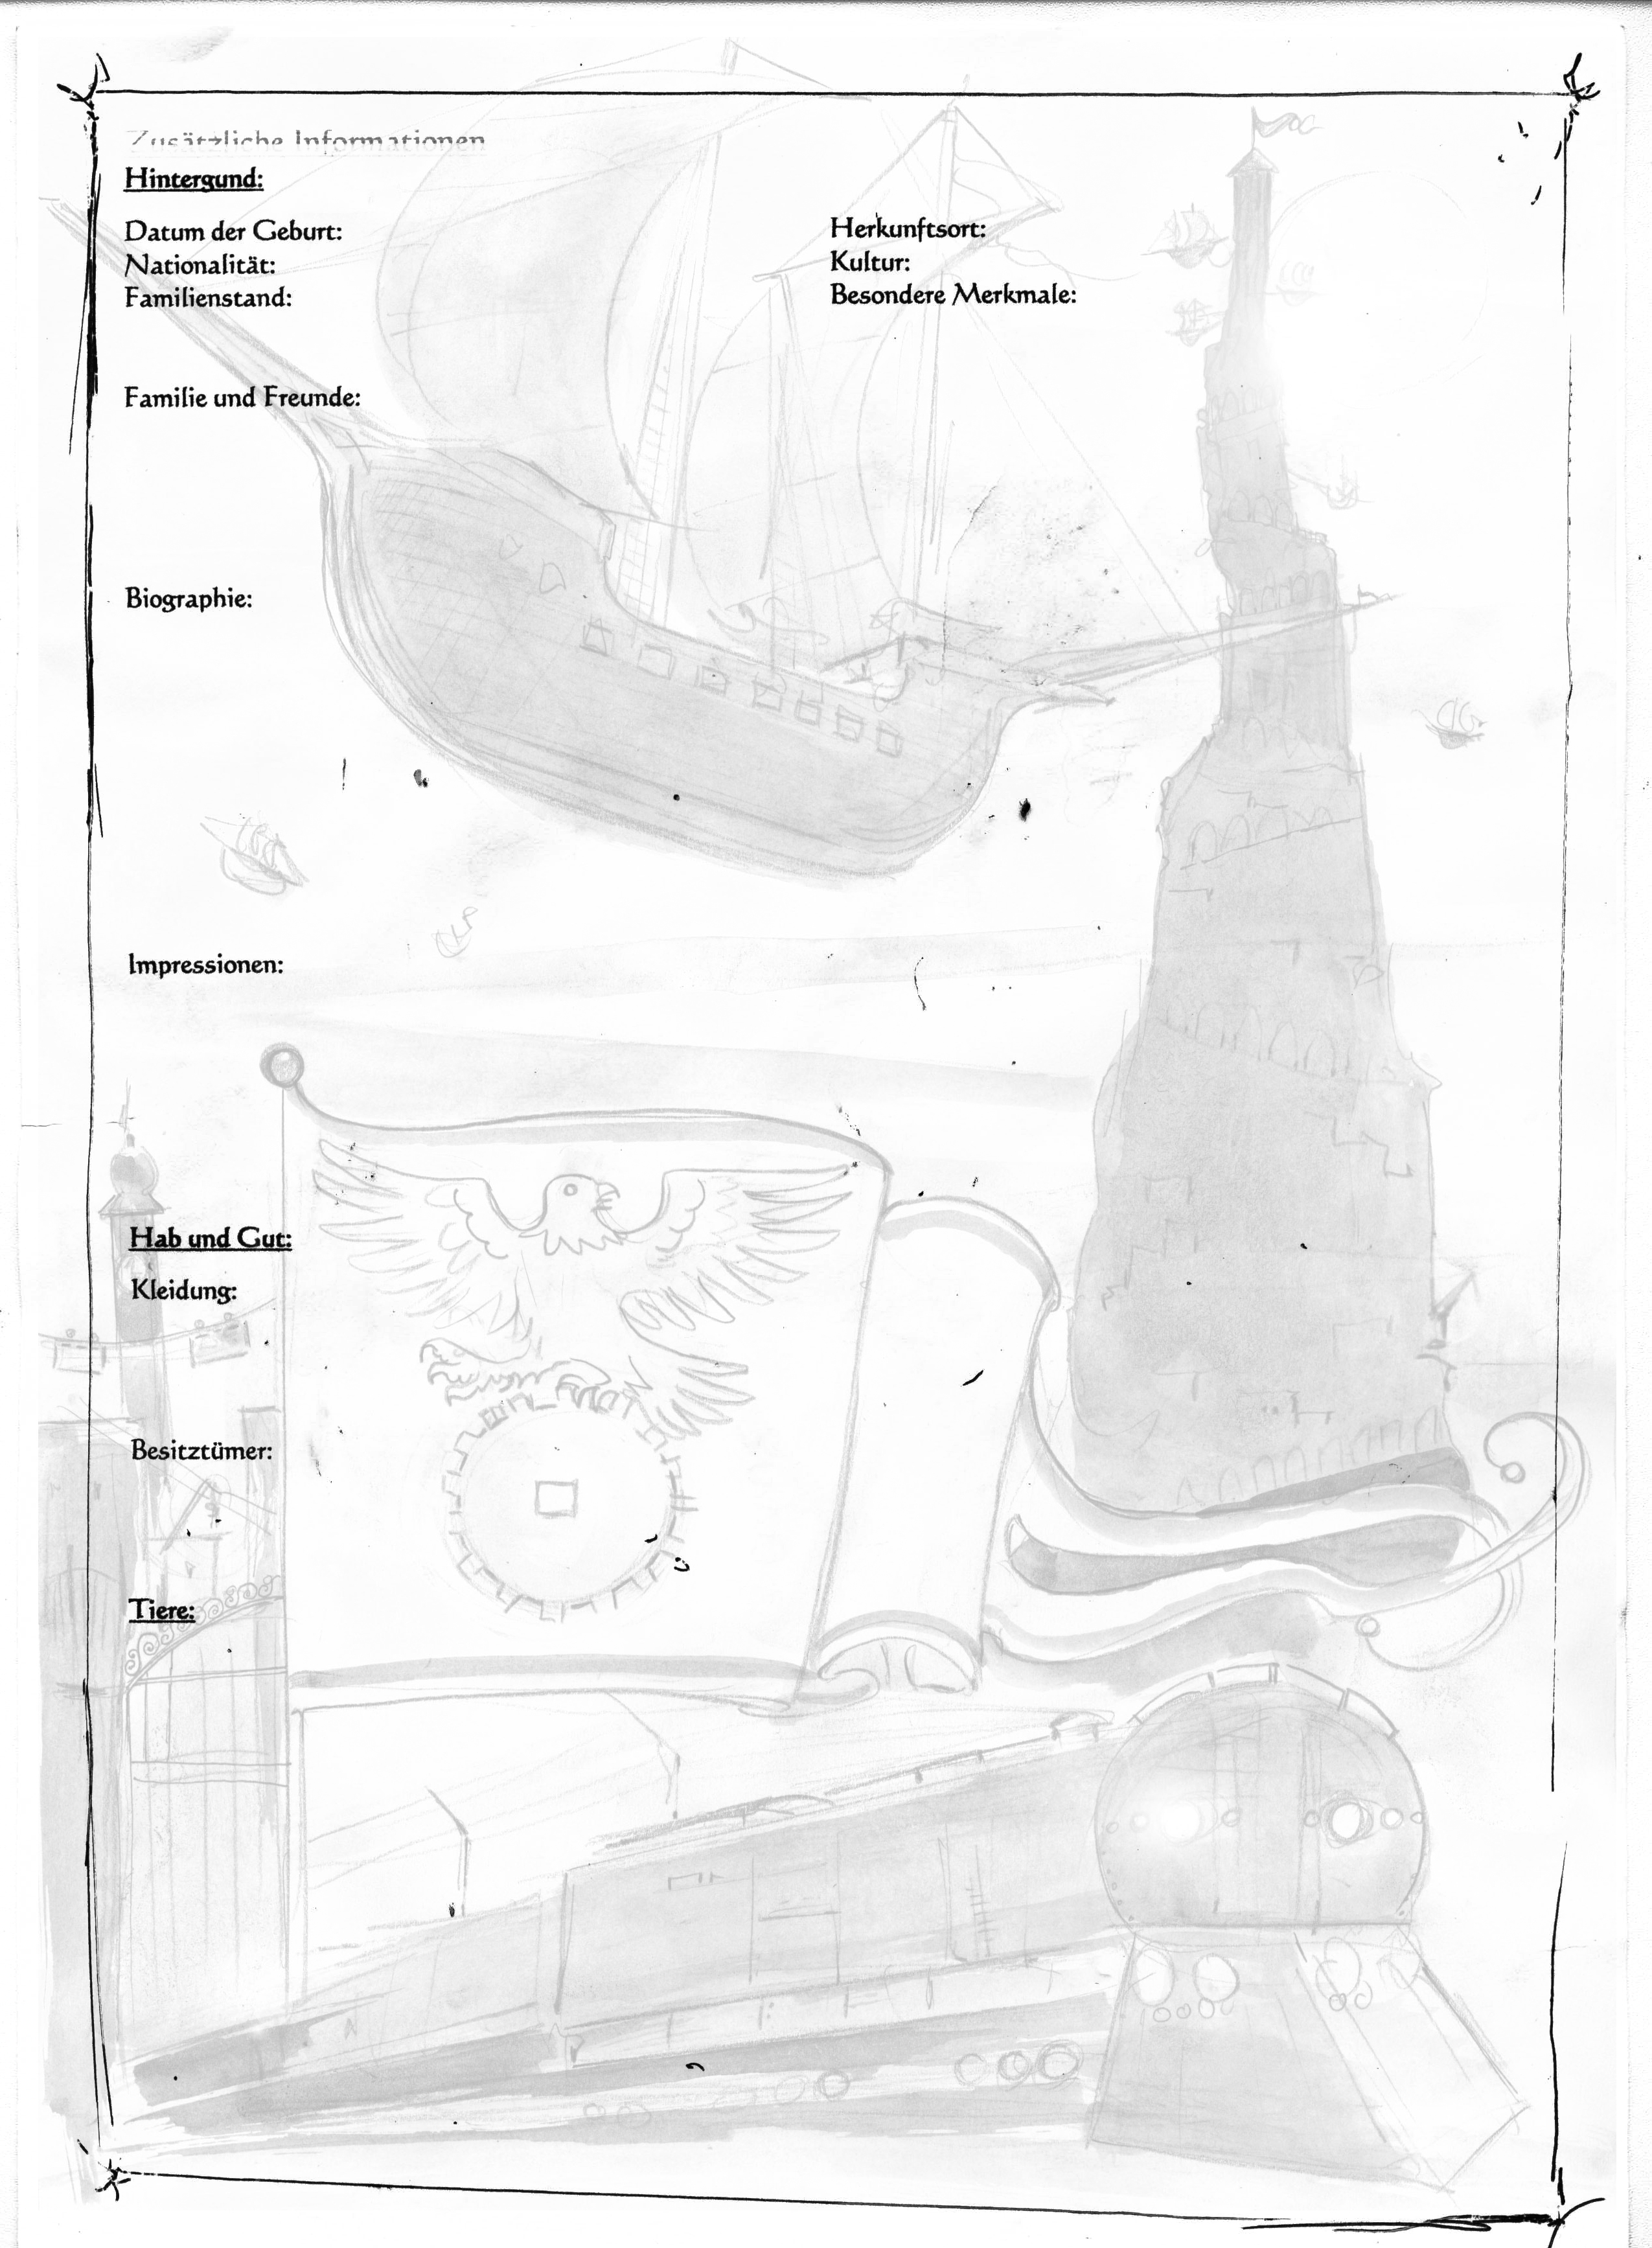 Zusätzliche Informationen
Hintergund:
Datum der Geburt:
Herkunftsort:
Nationalität:
Kultur:
Familienstand:
Besondere Merkmale:
Familie und Freunde:
Biographie:
Impressionen:
Hab und Gut:
Kleidung:
Besitztümer:
Tiere: